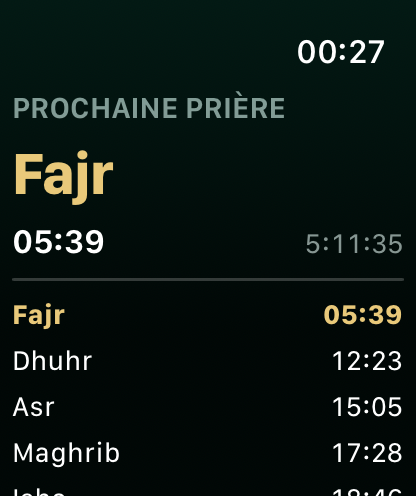 00:27
PROCHAINE PRIÈRE
Fajr
05:39 5:11:35
Fajr 05:39
Dhuhr 12:23
Asr 15:05
Maghrib 17:28